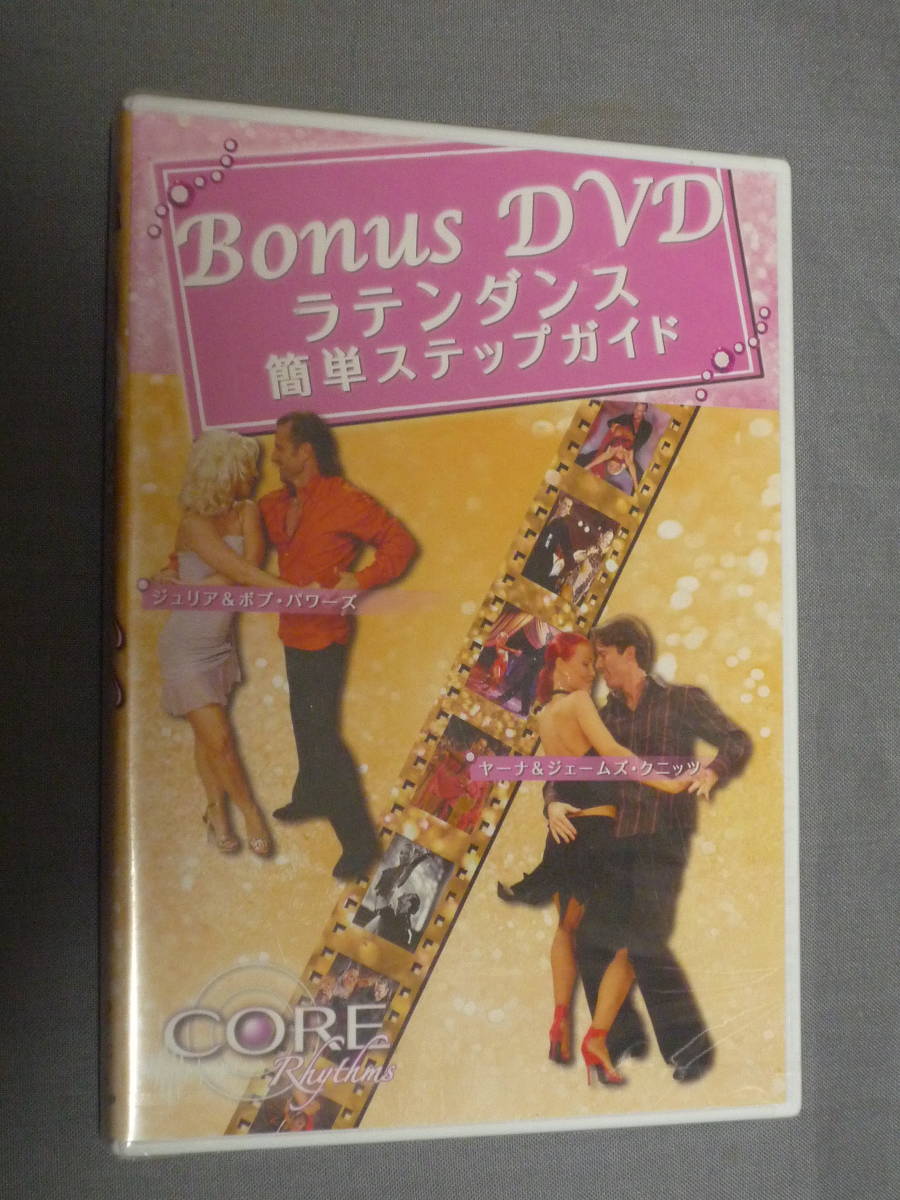 Bonus DVD
ラテンダンス
簡単ステップガイド
ジュリア&ボブ・パワーズ
ヤーナ&ジェームズ・クニッツ
CORE
Rhythms